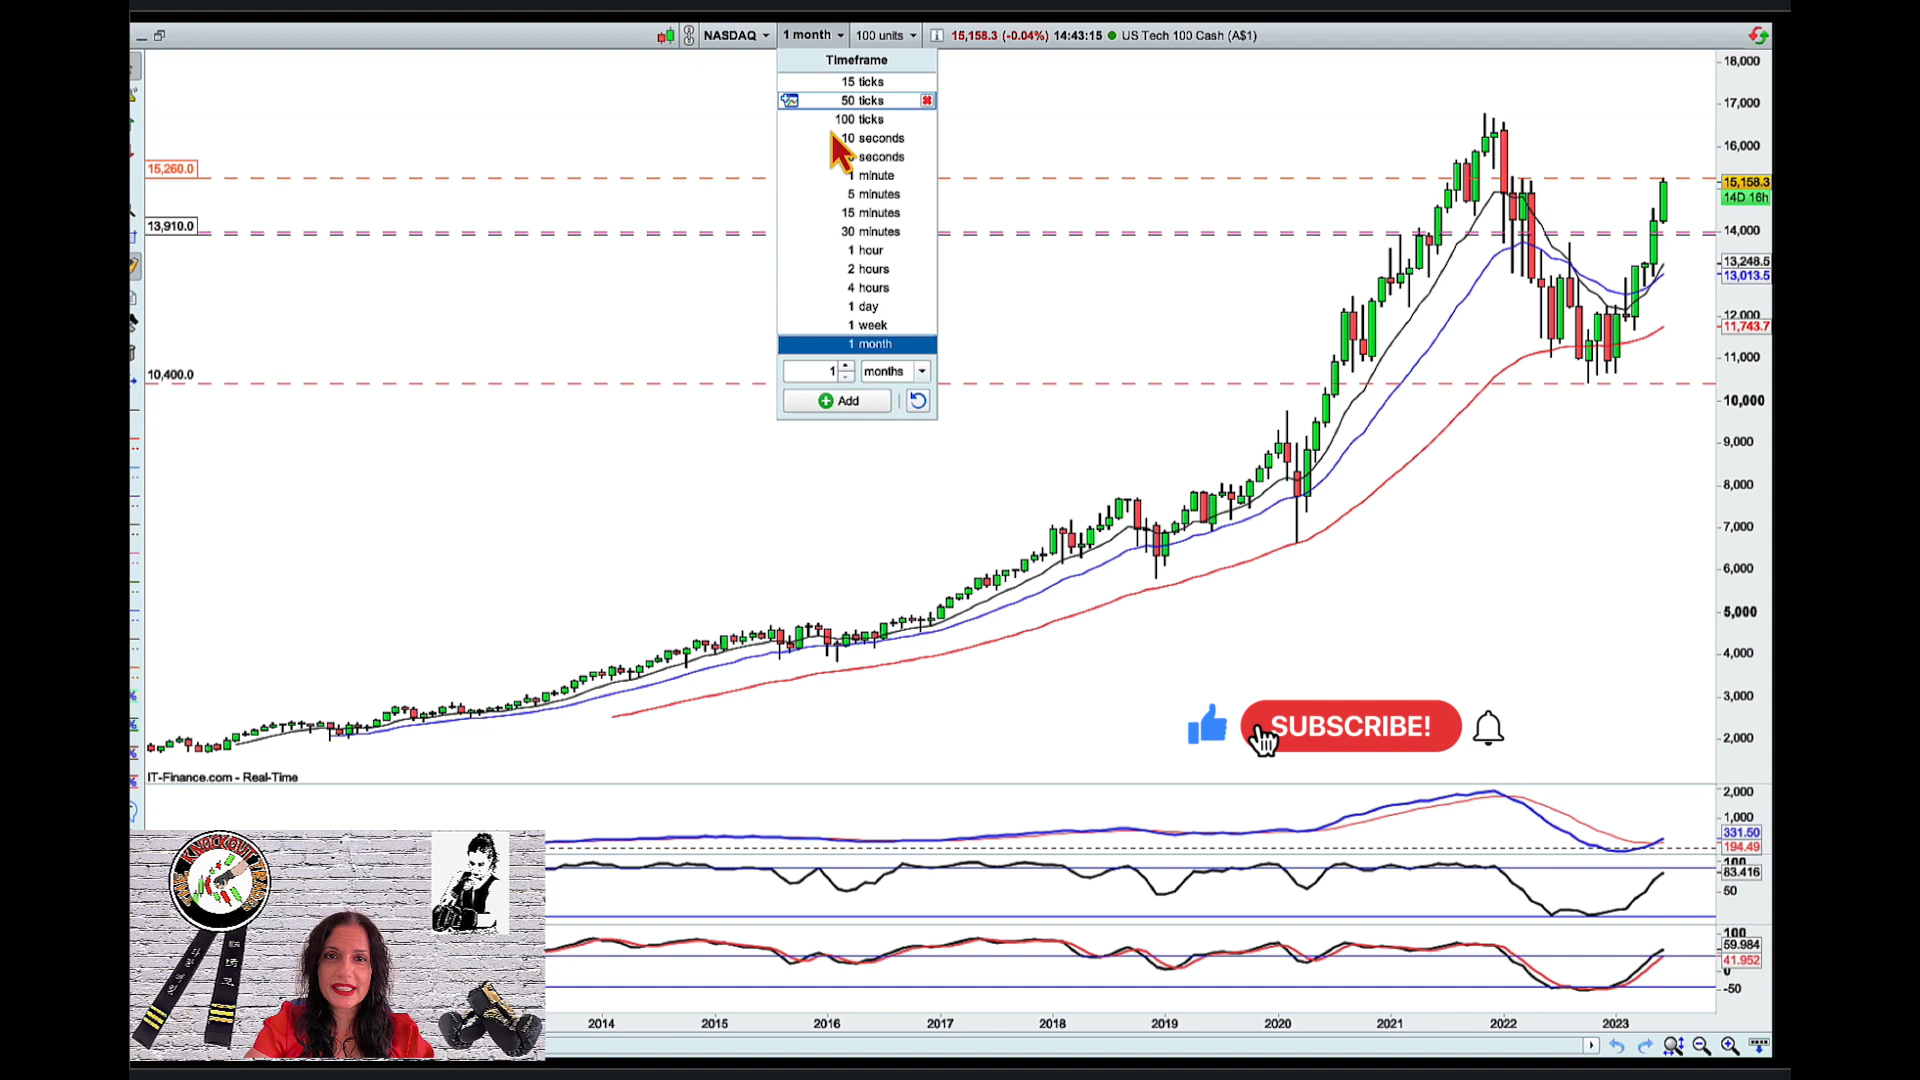 NASDAQ 1 month 100 units 15,158.3 (-0.04%) 14:43:15 US Tech 100 Cash (A$1)
Timeframe
15 ticks
50 ticks
100 ticks
10 seconds
seconds
1 minute
5 minutes
15 minutes
30 minutes
1 hour
2 hours
4 hours
1 day
1 week
1 month
1 months
Add
15,260.0
13,910.0
10,400.0
18,000
17,000
16,000
15,158.3
14D 16h
14,000
13,248.5
13,013.5
12,000
11,743.7
11,000
10,000
9,000
8,000
7,000
6,000
5,000
4,000
3,000
2,000
SUBSCRIBE!
IT-Finance.com - Real-Time
2,000
1,000
331.50
194.49
100
83.416
50
100
59.984
41.952
0
-50
THE KNOCKOUT TRADER
2014 2015 2016 2017 2018 2019 2020 2021 2022 2023